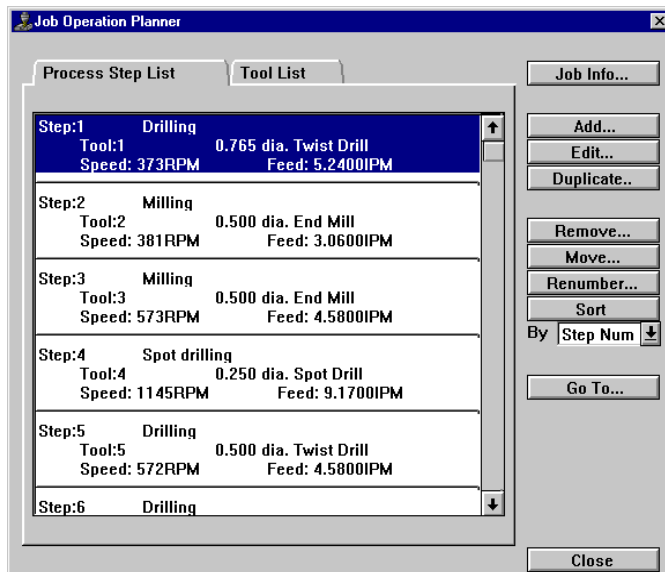 Job Operation Planner
Process Step List
Tool List
Step:1 Drilling
Tool:1 0.765 dia. Twist Drill
Speed: 373RPM Feed: 5.2400IPM
Step:2 Milling
Tool:2 0.500 dia. End Mill
Speed: 381RPM Feed: 3.0600IPM
Step:3 Milling
Tool:3 0.500 dia. End Mill
Speed: 573RPM Feed: 4.5800IPM
Step:4 Spot drilling
Tool:4 0.250 dia. Spot Drill
Speed: 1145RPM Feed: 9.1700IPM
Step:5 Drilling
Tool:5 0.500 dia. Twist Drill
Speed: 572RPM Feed: 4.5800IPM
Step:6 Drilling
Job Info...
Add...
Edit...
Duplicate..
Remove...
Move...
Renumber...
Sort
By Step Num
Go To...
Close